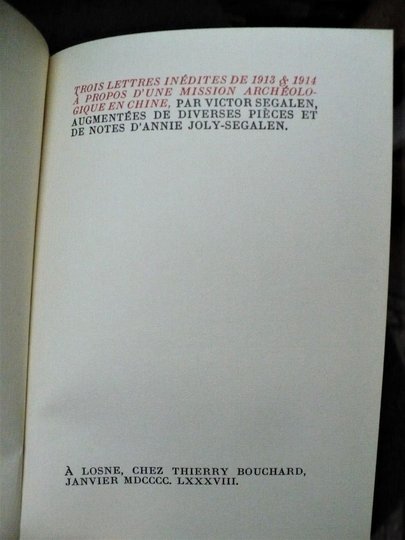 TROIS LETTRES INÉDITES DE 1913 & 1914
À PROPOS D'UNE MISSION ARCHÉOLO-
GIQUE EN CHINE, PAR VICTOR SEGALEN,
AUGMENTÉES DE DIVERSES PIÈCES ET
DE NOTES D'ANNIE JOLY-SEGALEN.
À LOSNE, CHEZ THIERRY BOUCHARD,
JANVIER MDCCCC. LXXXVIII.